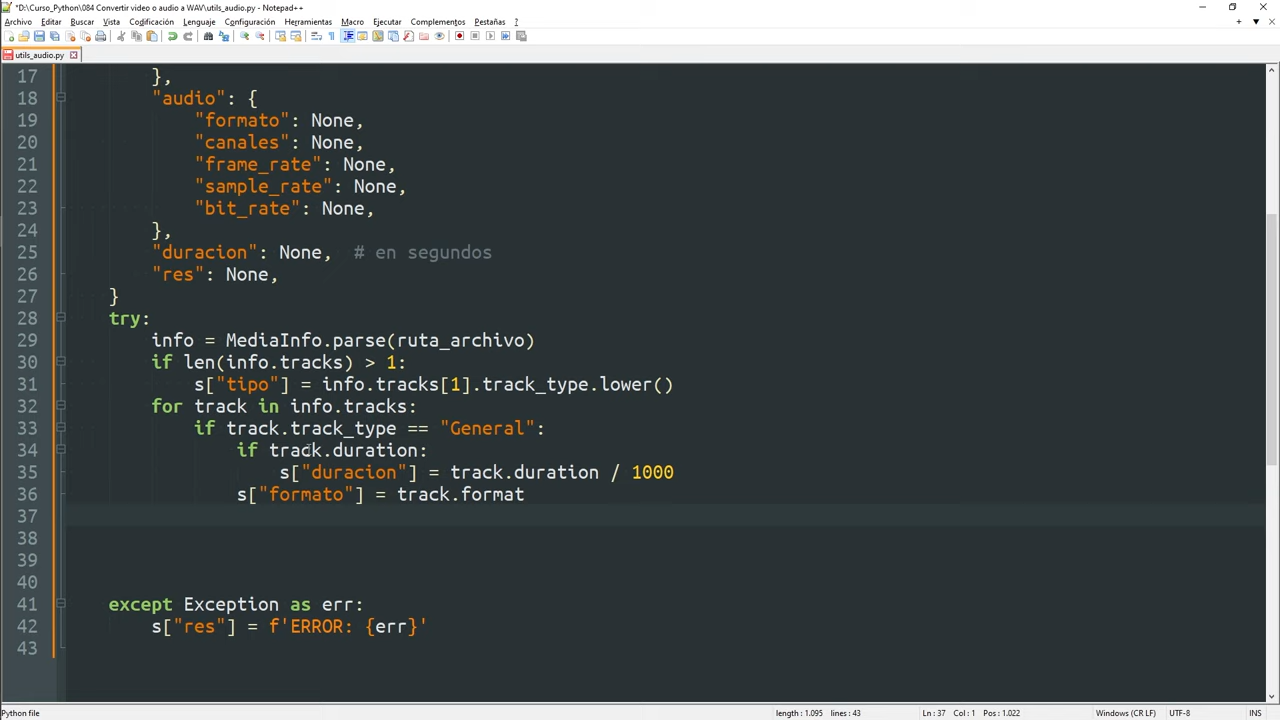 *D:\Curso_Python\084 Convertir video o audio a WAV\utils_audio.py - Notepad++
Archivo Editar Buscar Vista Codificación Lenguaje Configuración Herramientas Macro Ejecutar Complementos Pestañas ?
utils_audio.py
17 },
18 "audio": {
19 "formato": None,
20 "canales": None,
21 "frame_rate": None,
22 "sample_rate": None,
23 "bit_rate": None,
24 },
25 "duracion": None, # en segundos
26 "res": None,
27 }
28 try:
29 info = MediaInfo.parse(ruta_archivo)
30 if len(info.tracks) > 1:
31 s["tipo"] = info.tracks[1].track_type.lower()
32 for track in info.tracks:
33 if track.track_type == "General":
34 if track.duration:
35 s["duracion"] = track.duration / 1000
36 s["formato"] = track.format
37
38
39
40
41 except Exception as err:
42 s["res"] = f'ERROR: {err}'
43
Python file length : 1.095 lines : 43 Ln : 37 Col : 1 Pos : 1.022 Windows (CR LF) UTF-8 INS